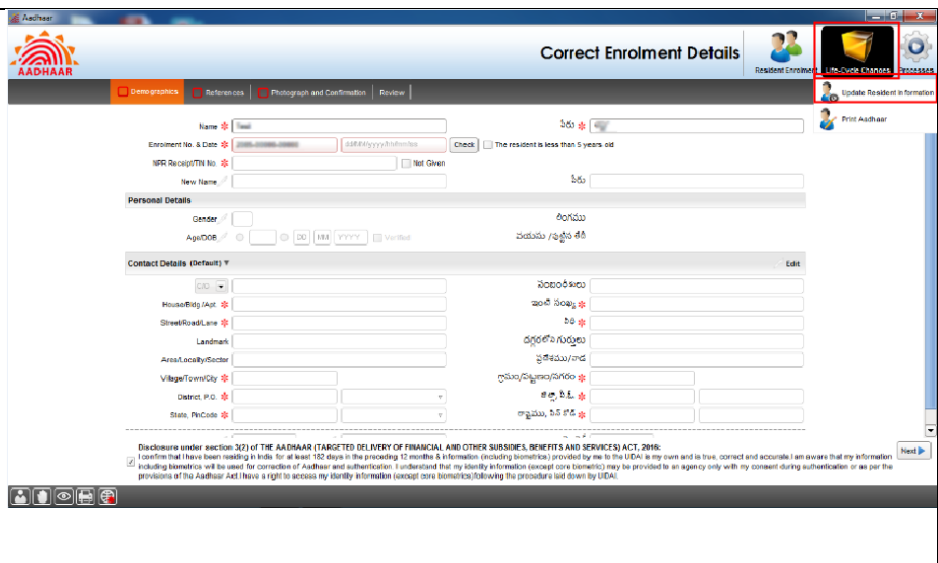 Aadhaar
AADHAAR
Correct Enrolment Details
Resident Enrolment
Life-Cycle Changes
Processes
Update Resident Information
Print Aadhaar
Demographics
References
Photograph and Confirmation
Review
Name * Test
పేరు *
Enrolment No. & Date * Check The resident is less than 5 years old
NPR Receipt/TIN No. * Not Given
New Name పేరు
Personal Details
Gender లింగము
Age/DOB DD MM YYYY Verified వయసు /పుట్టిన తేదీ
Contact Details (Default) Edit
C/O సంబంధీకులు
House/Bldg./Apt. * ఇంటి సంఖ్య *
Street/Road/Lane * వీధి *
Landmark దగ్గరలోని గుర్తులు
Area/Locality/Sector ప్రదేశము/వాడ
Village/Town/City * గ్రామం/పట్టణం/నగరం *
District, P.O. * జిల్లా, పి.ఓ. *
State, PinCode * రాష్ట్రము, పిన్ కోడ్ *
Disclosure under section 3(2) of THE AADHAAR (TARGETED DELIVERY OF FINANCIAL AND OTHER SUBSIDIES, BENEFITS AND SERVICES) ACT, 2016:
I confirm that I have been residing in India for at least 182 days in the preceding 12 months & information (including biometrics) provided by me to the UIDAI is my own and is true, correct and accurate.I am aware that my information
including biometrics will be used for correction of Aadhaar and authentication. I understand that my identity information (except core biometric) may be provided to an agency only with my consent during authentication or as per the
provisions of the Aadhaar Act.I have a right to access my identity information (except core biometrics)following the procedure laid down by UIDAI.
Next